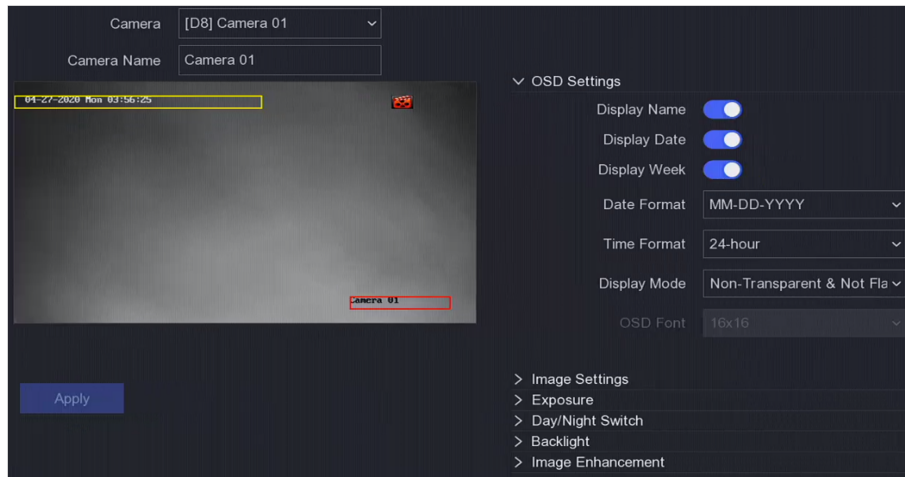 Camera [D8] Camera 01
Camera Name Camera 01
04-27-2020 Mon 03:56:25
Camera 01
Apply
OSD Settings
Display Name
Display Date
Display Week
Date Format MM-DD-YYYY
Time Format 24-hour
Display Mode Non-Transparent & Not Fla
OSD Font 16x16
Image Settings
Exposure
Day/Night Switch
Backlight
Image Enhancement